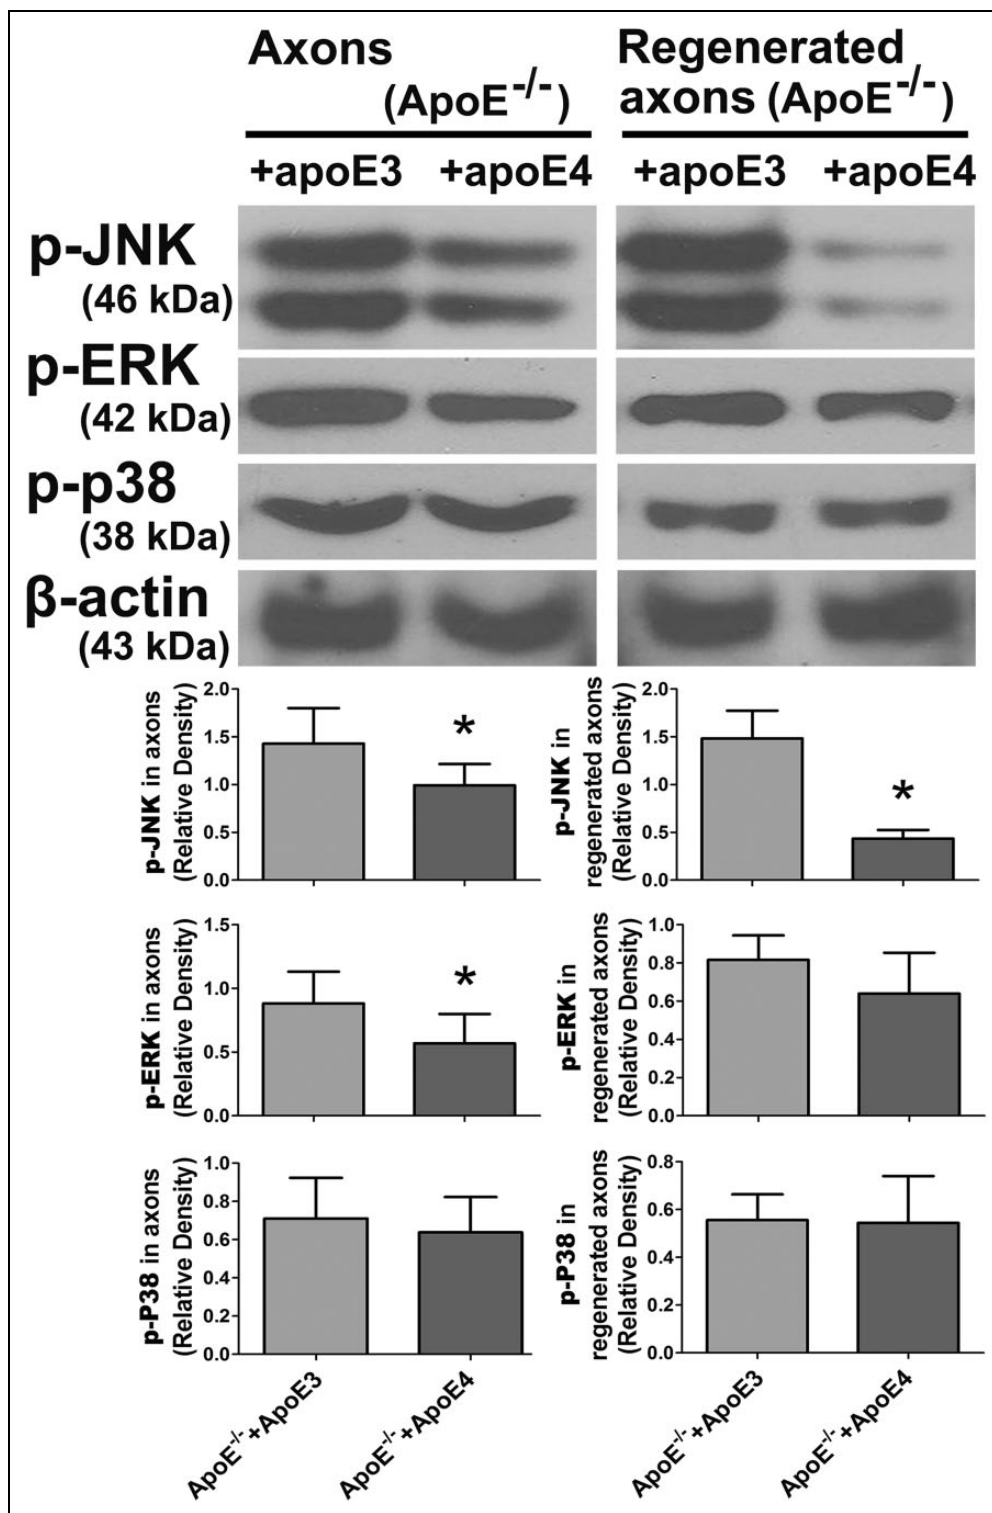 Axons
(ApoE-/-)
Regenerated
axons (ApoE-/-)
+apoE3 +apoE4 +apoE3 +apoE4
p-JNK
(46 kDa)
p-ERK
(42 kDa)
p-p38
(38 kDa)
β-actin
(43 kDa)
p-JNK in axons
(Relative Density)
2.0
1.5
1.0
0.5
0.0
*
p-JNK in
regenerated axons
(Relative Density)
2.0
1.5
1.0
0.5
0.0
*
p-ERK in axons
(Relative Density)
1.5
1.0
0.5
0.0
*
p-ERK in
regenerated axons
(Relative Density)
1.0
0.8
0.6
0.4
0.2
0.0
p-P38 in axons
(Relative Density)
1.0
0.8
0.6
0.4
0.2
0.0
p-P38 in
regenerated axons
(Relative Density)
0.8
0.6
0.4
0.2
0.0
ApoE-/-+ApoE3
ApoE-/-+ApoE4
ApoE-/-+ApoE3
ApoE-/-+ApoE4